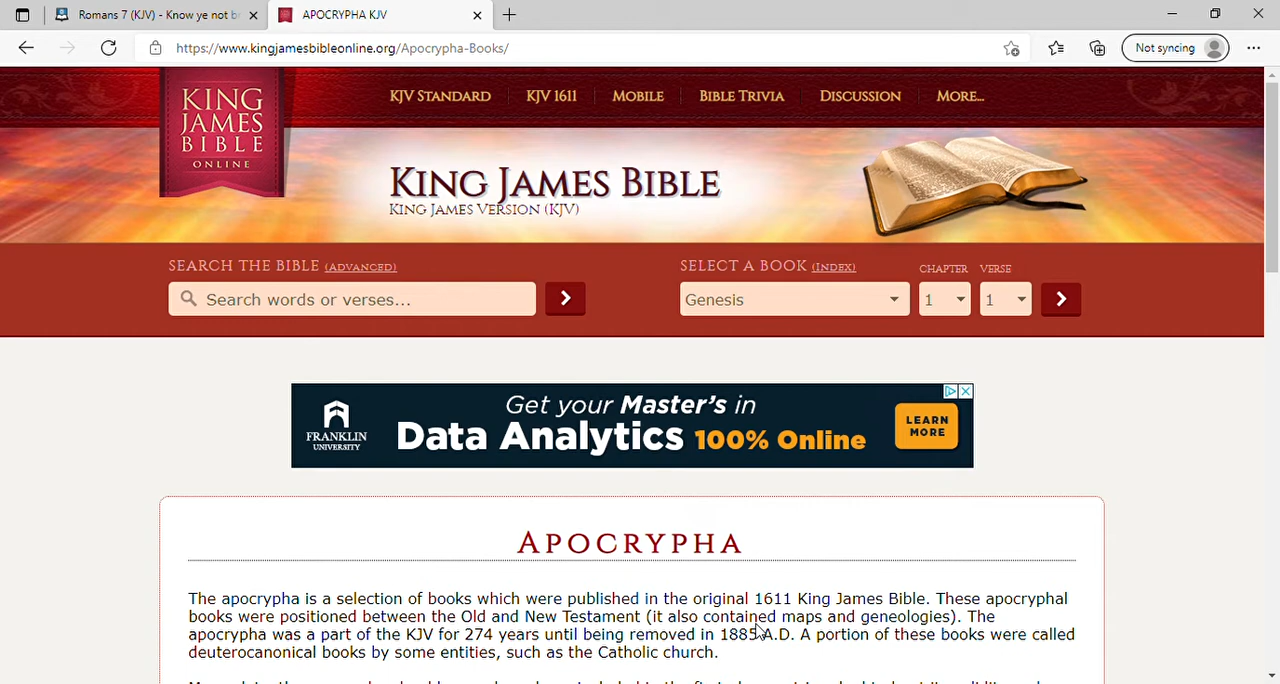 Romans 7 (KJV) - Know ye not b
APOCRYPHA KJV
https://www.kingjamesbibleonline.org/Apocrypha-Books/
Not syncing
KING
JAMES
BIBLE
ONLINE
KJV STANDARD
KJV 1611
MOBILE
BIBLE TRIVIA
DISCUSSION
MORE...
KING JAMES BIBLE
KING JAMES VERSION (KJV)
SEARCH THE BIBLE (ADVANCED)
SELECT A BOOK (INDEX)
CHAPTER
VERSE
Search words or verses...
Genesis
1
1
FRANKLIN
UNIVERSITY
Get your Master's in
Data Analytics 100% Online
LEARN
MORE
APOCRYPHA
The apocrypha is a selection of books which were published in the original 1611 King James Bible. These apocryphal
books were positioned between the Old and New Testament (it also contained maps and geneologies). The
apocrypha was a part of the KJV for 274 years until being removed in 1885 A.D. A portion of these books were called
deuterocanonical books by some entities, such as the Catholic church.